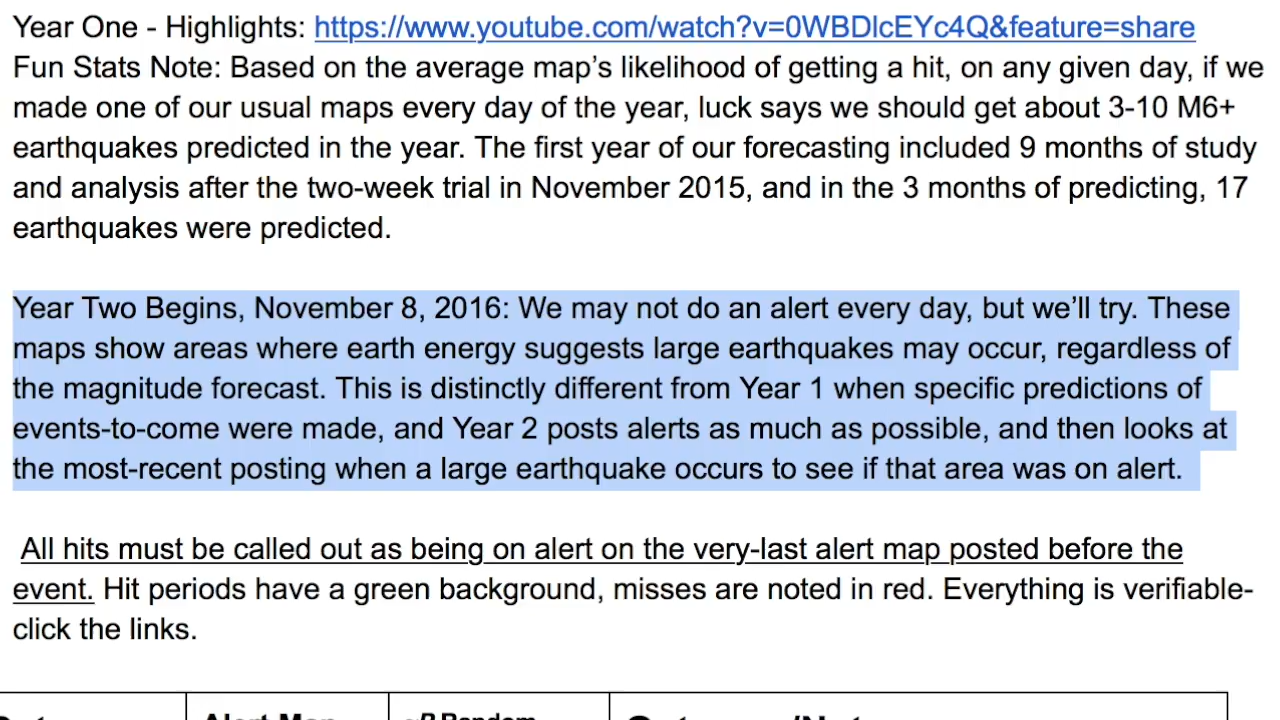 Year One - Highlights: https://www.youtube.com/watch?v=0WBDlcEYc4Q&feature=share
Fun Stats Note: Based on the average map's likelihood of getting a hit, on any given day, if we
made one of our usual maps every day of the year, luck says we should get about 3-10 M6+
earthquakes predicted in the year. The first year of our forecasting included 9 months of study
and analysis after the two-week trial in November 2015, and in the 3 months of predicting, 17
earthquakes were predicted.
Year Two Begins, November 8, 2016: We may not do an alert every day, but we'll try. These
maps show areas where earth energy suggests large earthquakes may occur, regardless of
the magnitude forecast. This is distinctly different from Year 1 when specific predictions of
events-to-come were made, and Year 2 posts alerts as much as possible, and then looks at
the most-recent posting when a large earthquake occurs to see if that area was on alert.
All hits must be called out as being on alert on the very-last alert map posted before the
event. Hit periods have a green background, misses are noted in red. Everything is verifiable-
click the links.